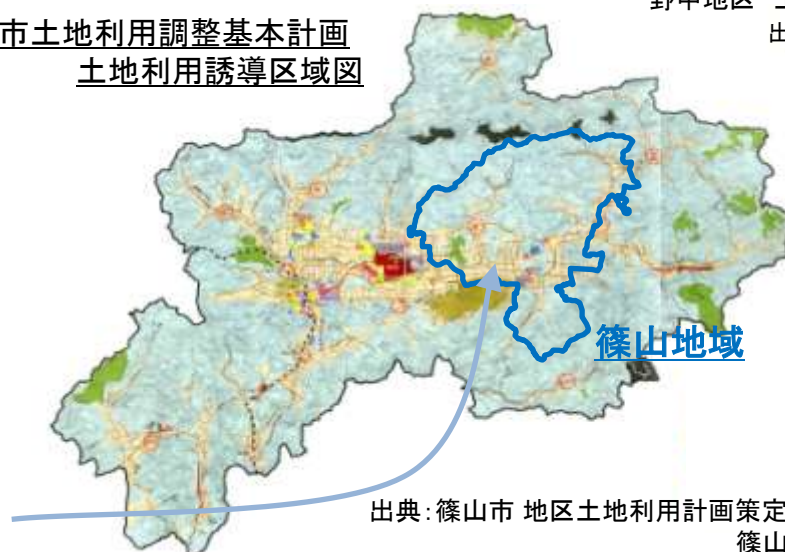 市土地利用調整基本計画
土地利用誘導区域図
篠山地域
出典：篠山市 地区土地利用計画策定
篠山